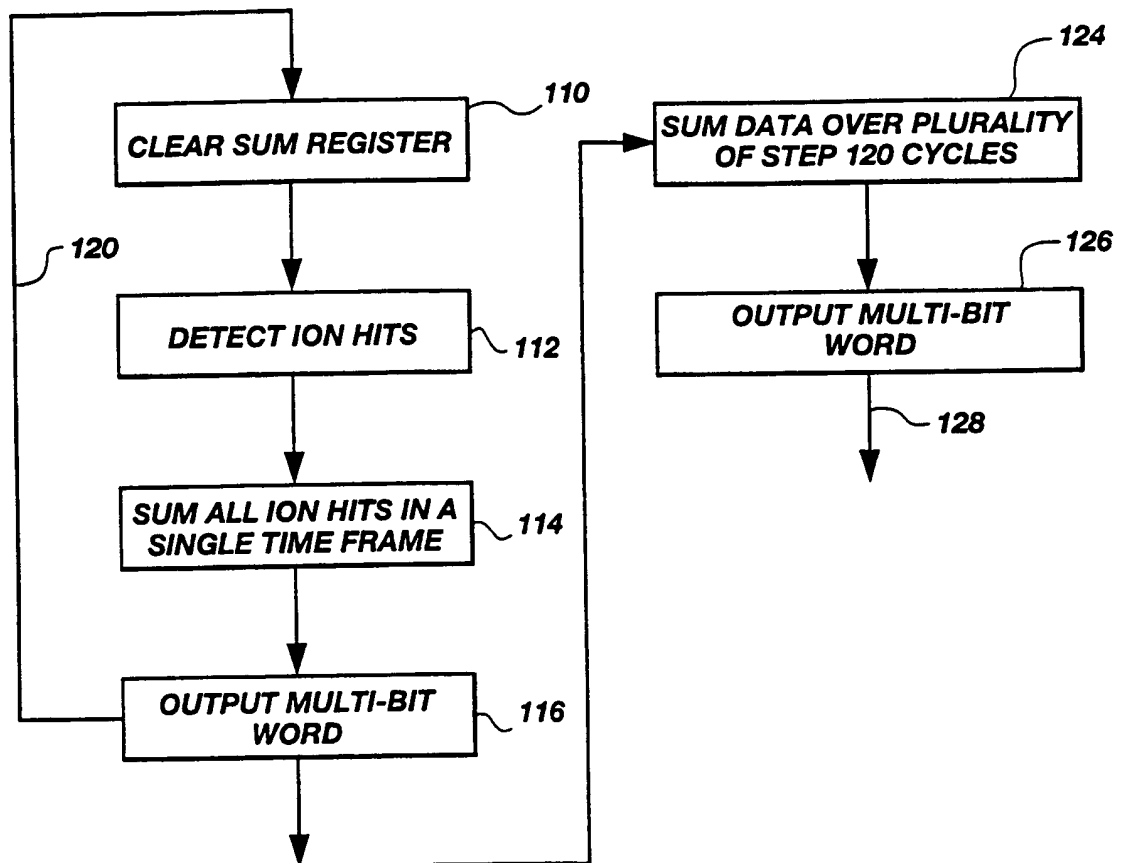 110
CLEAR SUM REGISTER
120
DETECT ION HITS
112
SUM ALL ION HITS IN A
SINGLE TIME FRAME
114
OUTPUT MULTI-BIT
WORD
116
124
SUM DATA OVER PLURALITY
OF STEP 120 CYCLES
126
OUTPUT MULTI-BIT
WORD
128